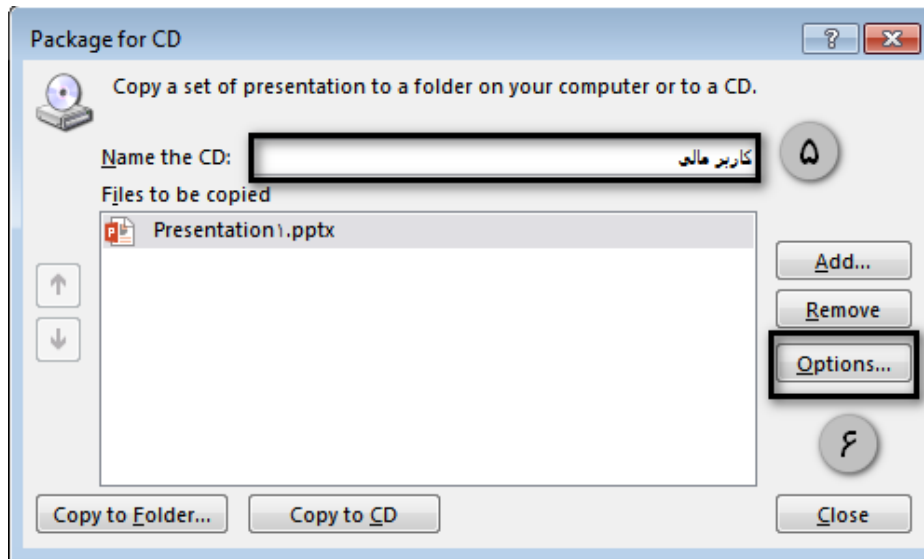 Package for CD
Copy a set of presentation to a folder on your computer or to a CD.
Name the CD: کاربر مالی
۵
Files to be copied
Presentation۱.pptx
Add...
Remove
Options...
۶
Copy to Folder... Copy to CD Close